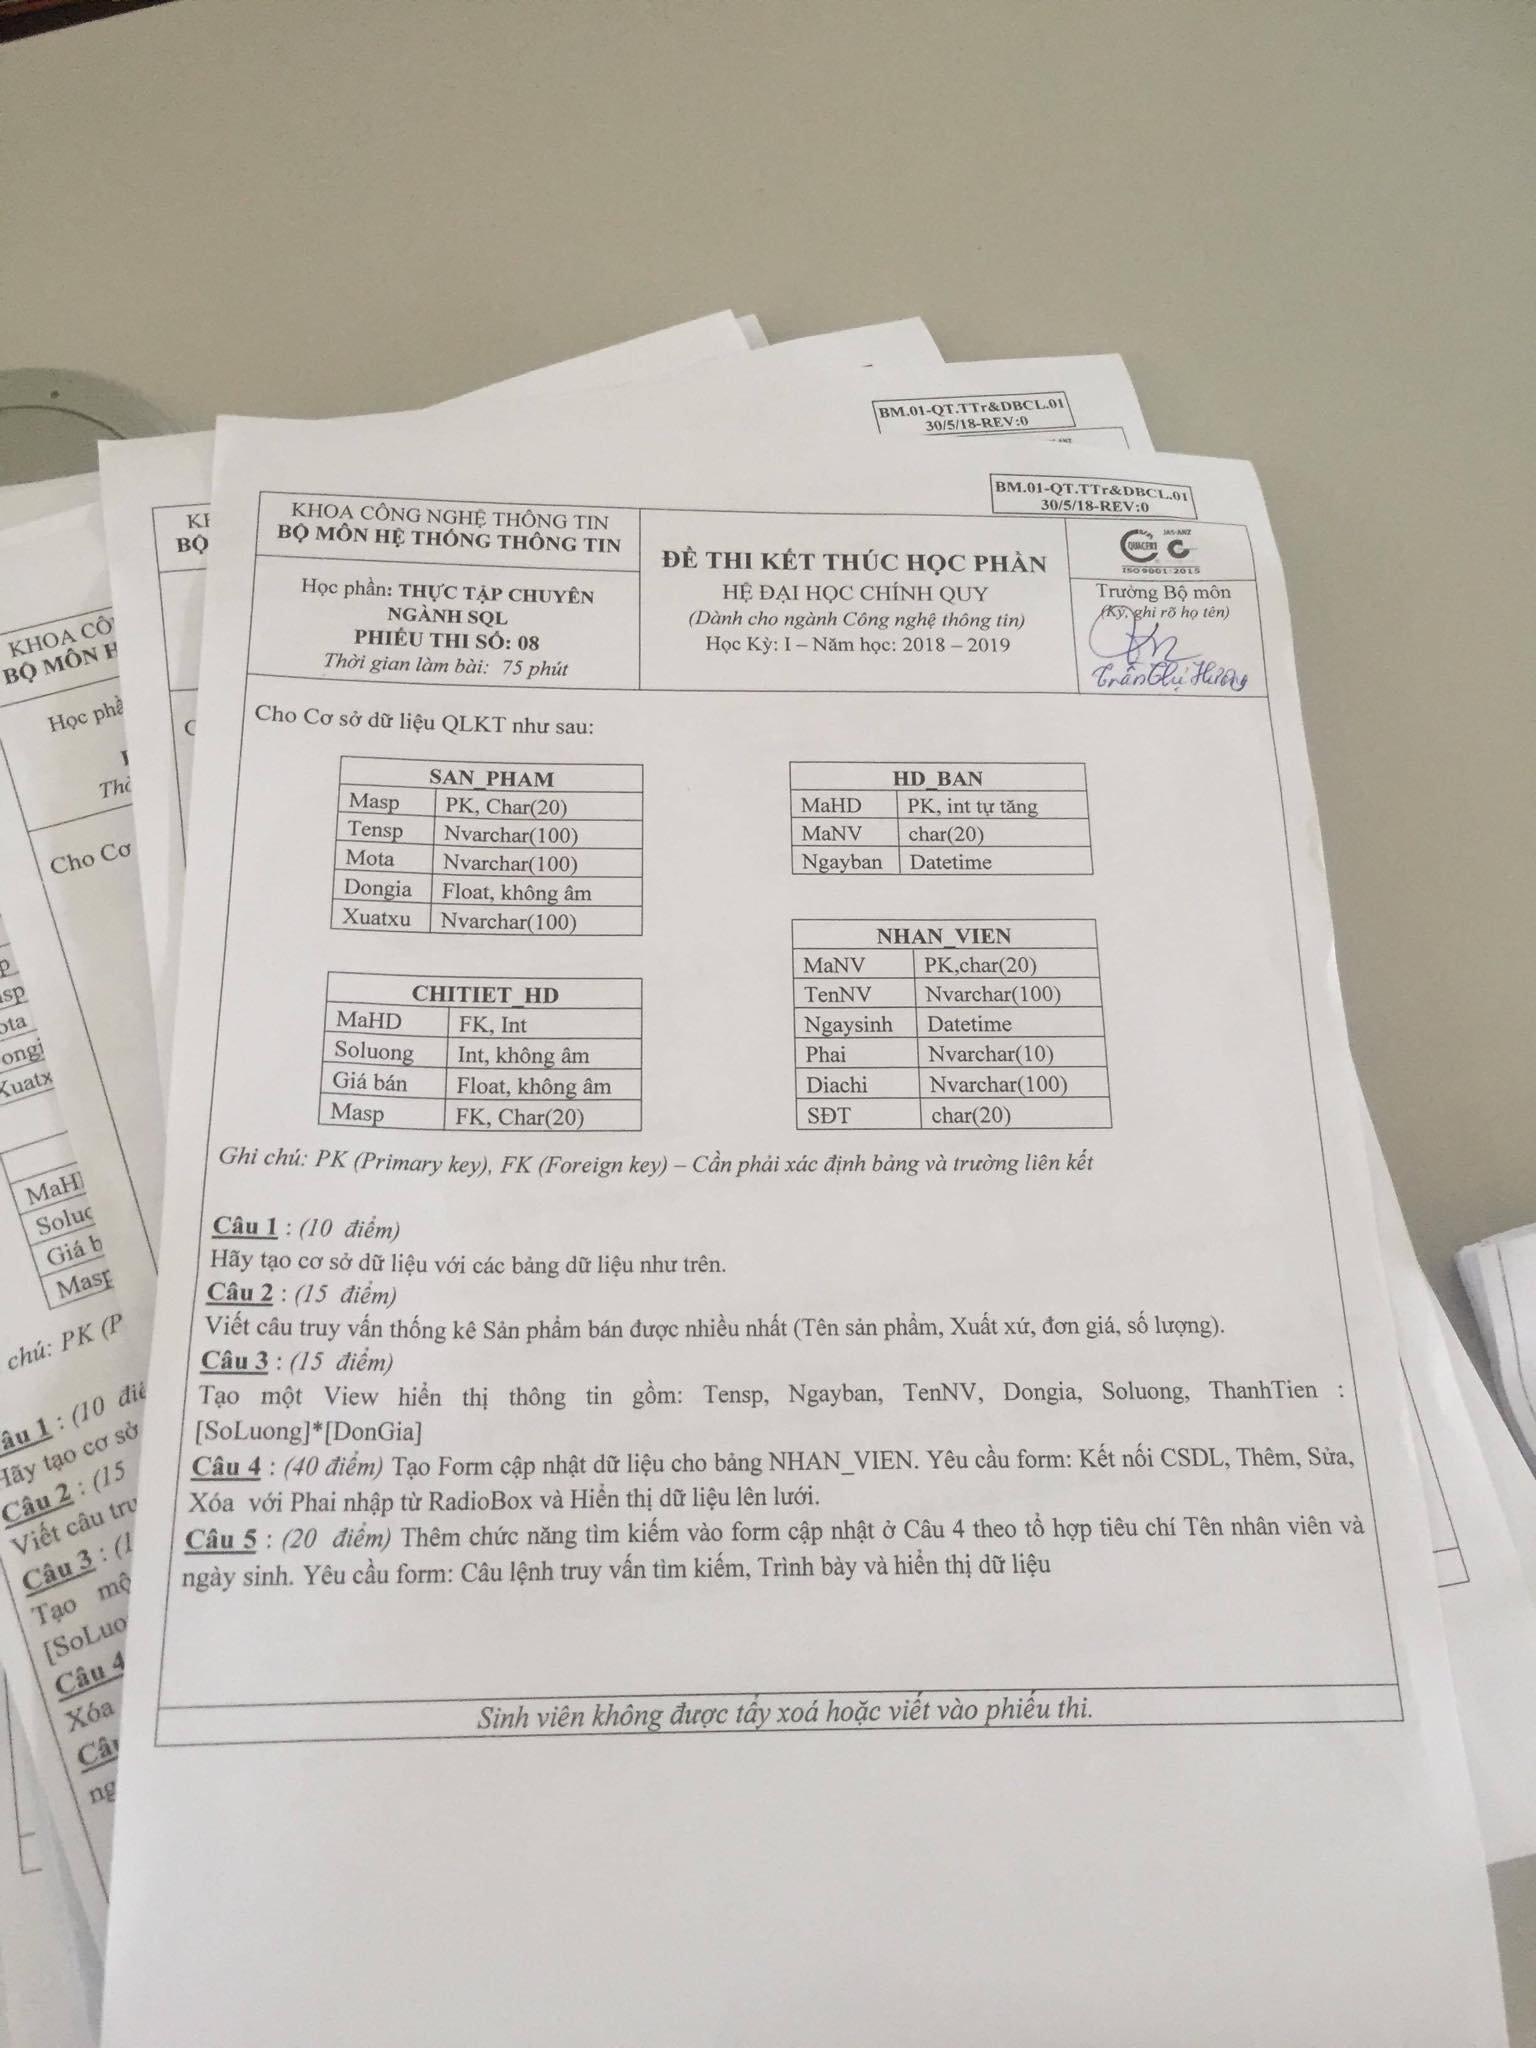 BM.01-QT.TTr&DBCL.01
30/5/18-REV:0
BM.01-QT.TTr&DBCL.01
30/5/18-REV:0
KHOA CÔNG NGHỆ THÔNG TIN
BỘ MÔN HỆ THỐNG THÔNG TIN
Học phần: THỰC TẬP CHUYÊN
NGÀNH SQL
PHIẾU THI SỐ: 08
Thời gian làm bài: 75 phút
ĐỀ THI KẾT THÚC HỌC PHẦN
HỆ ĐẠI HỌC CHÍNH QUY
(Dành cho ngành Công nghệ thông tin)
Học Kỳ: I – Năm học: 2018 – 2019
QUACERT
JAS-ANZ
ISO 9001:2015
Trưởng Bộ môn
(Ký, ghi rõ họ tên)
Trần Thị Hương
Cho Cơ sở dữ liệu QLKT như sau:
SAN_PHAM
Masp PK, Char(20)
Tensp Nvarchar(100)
Mota Nvarchar(100)
Dongia Float, không âm
Xuatxu Nvarchar(100)
HD_BAN
MaHD PK, int tự tăng
MaNV char(20)
Ngayban Datetime
CHITIET_HD
MaHD FK, Int
Soluong Int, không âm
Giá bán Float, không âm
Masp FK, Char(20)
NHAN_VIEN
MaNV PK,char(20)
TenNV Nvarchar(100)
Ngaysinh Datetime
Phai Nvarchar(10)
Diachi Nvarchar(100)
SĐT char(20)
Ghi chú: PK (Primary key), FK (Foreign key) – Cần phải xác định bảng và trường liên kết
Câu 1 : (10 điểm)
Hãy tạo cơ sở dữ liệu với các bảng dữ liệu như trên.
Câu 2 : (15 điểm)
Viết câu truy vấn thống kê Sản phẩm bán được nhiều nhất (Tên sản phẩm, Xuất xứ, đơn giá, số lượng).
Câu 3 : (15 điểm)
Tạo một View hiển thị thông tin gồm: Tensp, Ngayban, TenNV, Dongia, Soluong, ThanhTien :
[SoLuong]*[DonGia]
Câu 4 : (40 điểm) Tạo Form cập nhật dữ liệu cho bảng NHAN_VIEN. Yêu cầu form: Kết nối CSDL, Thêm, Sửa,
Xóa với Phai nhập từ RadioBox và Hiển thị dữ liệu lên lưới.
Câu 5 : (20 điểm) Thêm chức năng tìm kiếm vào form cập nhật ở Câu 4 theo tổ hợp tiêu chí Tên nhân viên và
ngày sinh. Yêu cầu form: Câu lệnh truy vấn tìm kiếm, Trình bày và hiển thị dữ liệu
Sinh viên không được tẩy xoá hoặc viết vào phiếu thi.